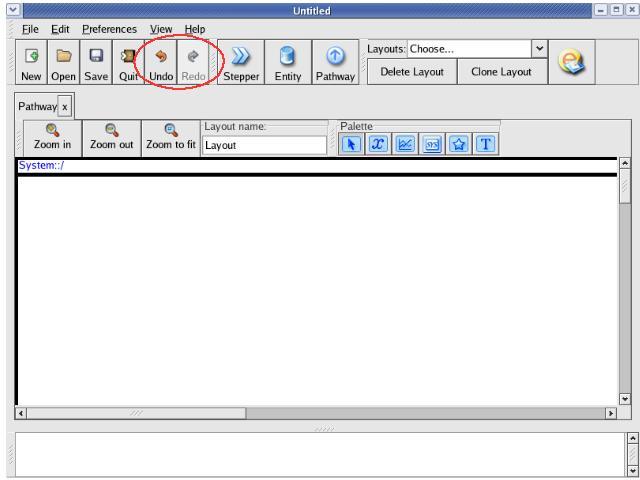 Untitled
File Edit Preferences View Help
New Open Save Quit Undo Redo Stepper Entity Pathway
Layouts: Choose...
Delete Layout Clone Layout
Pathway x
Zoom in Zoom out Zoom to fit
Layout name:
Layout
Palette
x SYS T
System::/